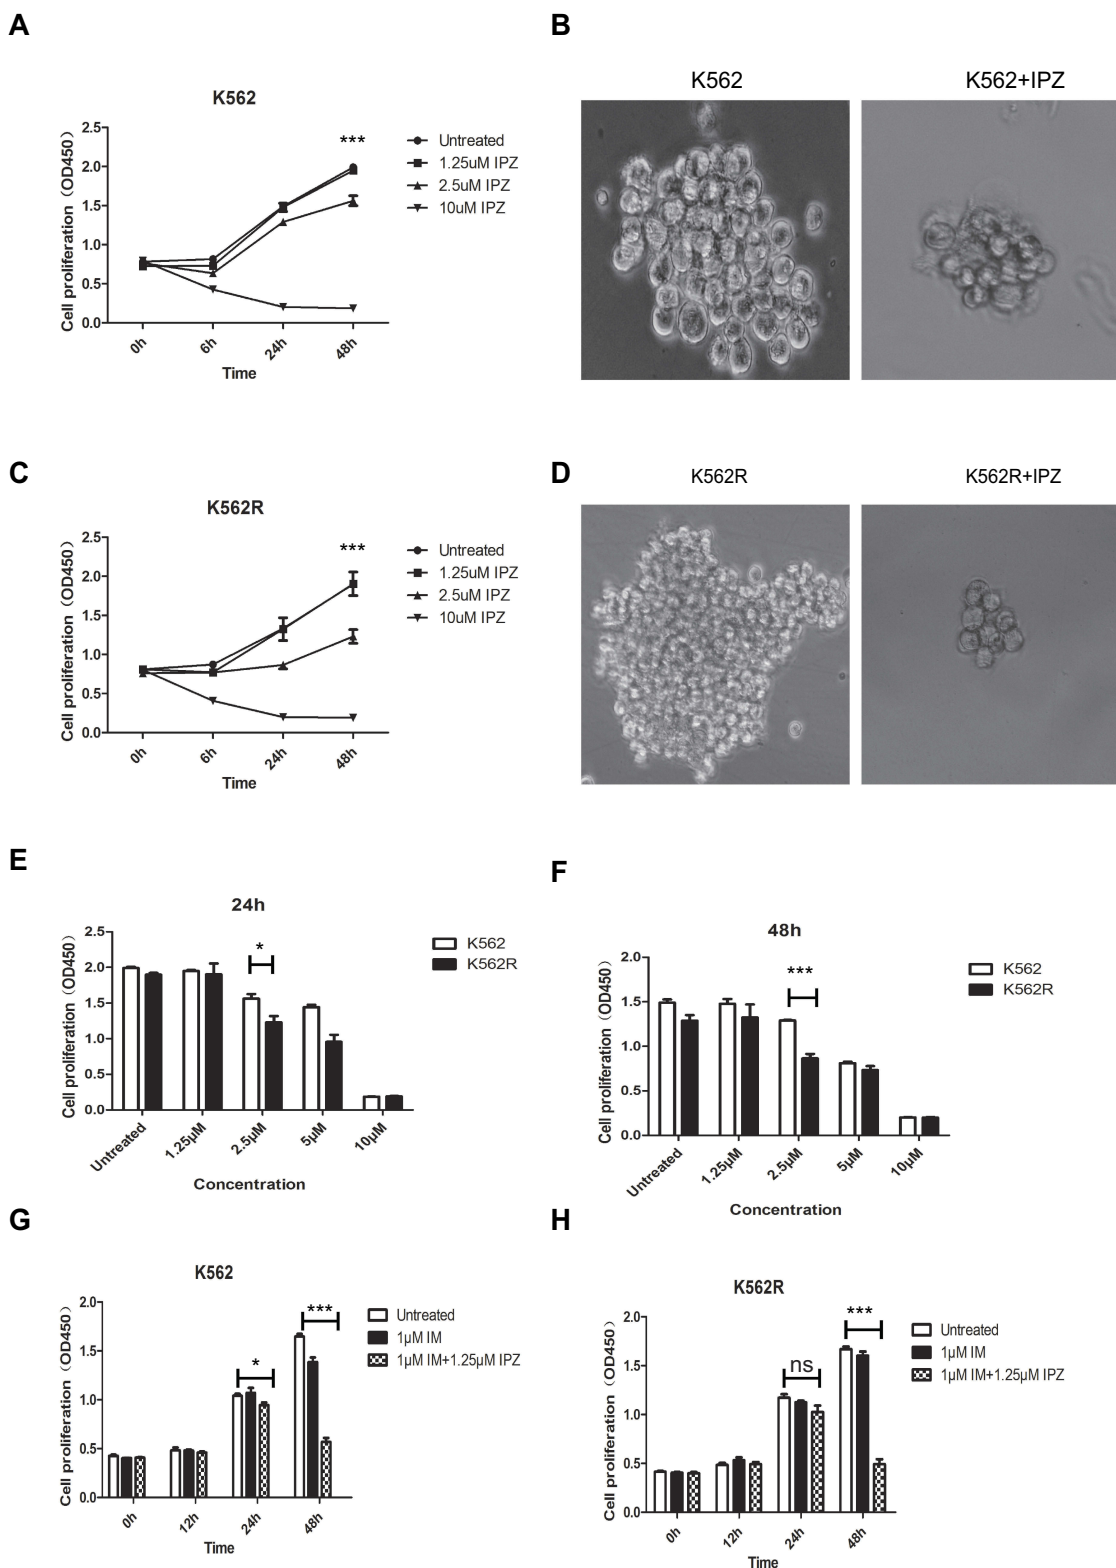 A
B
K562
K562
K562+IPZ
Cell proliferation（OD450）
2.5
2.0
1.5
1.0
0.5
0.0
***
Untreated
1.25uM IPZ
2.5uM IPZ
10uM IPZ
0h
6h
24h
48h
Time
C
D
K562R
K562R
K562R+IPZ
Cell proliferation（OD450）
2.5
2.0
1.5
1.0
0.5
0.0
***
Untreated
1.25uM IPZ
2.5uM IPZ
10uM IPZ
0h
6h
24h
48h
Time
E
24h
Cell proliferation（OD450）
2.5
2.0
1.5
1.0
0.5
0.0
*
K562
K562R
Untreated
1.25µM
2.5µM
5µM
10µM
Concentration
F
48h
Cell proliferation（OD450）
2.0
1.5
1.0
0.5
0.0
***
K562
K562R
Untreated
1.25µM
2.5µM
5µM
10µM
Concentration
G
K562
Cell proliferation（OD450）
2.0
1.5
1.0
0.5
0.0
*
***
Untreated
1µM IM
1µM IM+1.25µM IPZ
0h
12h
24h
48h
Time
H
K562R
Cell proliferation（OD450）
2.0
1.5
1.0
0.5
0.0
ns
***
Untreated
1µM IM
1µM IM+1.25µM IPZ
0h
12h
24h
48h
Time